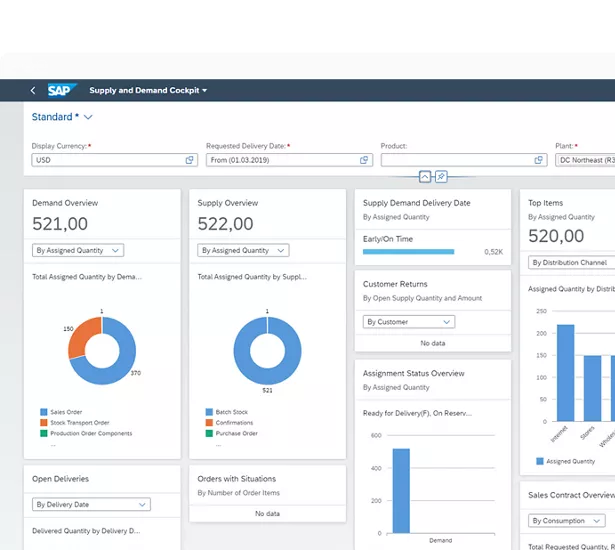 SAP
Supply and Demand Cockpit
Standard *
Display Currency:*
Requested Delivery Date:*
Product:
Plant:*
USD
From (01.03.2019)
DC Northeast (R3
Demand Overview
521,00
By Assigned Quantity
Total Assigned Quantity by Dema...
1
150
370
Sales Order
Stock Transport Order
Production Order Components
...
Supply Overview
522,00
By Assigned Quantity
Total Assigned Quantity by Suppl...
1
521
Batch Stock
Confirmations
Purchase Order
...
Supply Demand Delivery Date
By Assigned Quantity
Early/On Time
0,52K
Customer Returns
By Open Supply Quantity and Amount
By Customer
No data
Assignment Status Overview
By Assigned Quantity
Ready for Delivery(F), On Reserv...
600
400
200
0
Demand
Top Items
By Assigned Quantity
520,00
By Distribution Channel
Assigned Quantity by Distrib
250
200
150
100
50
0
Internet
Stores
Whole
Assigned Quantity
Open Deliveries
By Delivery Date
Delivered Quantity by Delivery D...
Orders with Situations
By Number of Order Items
No data
Sales Contract Overview
By Consumption
Total Requested Quantity, R